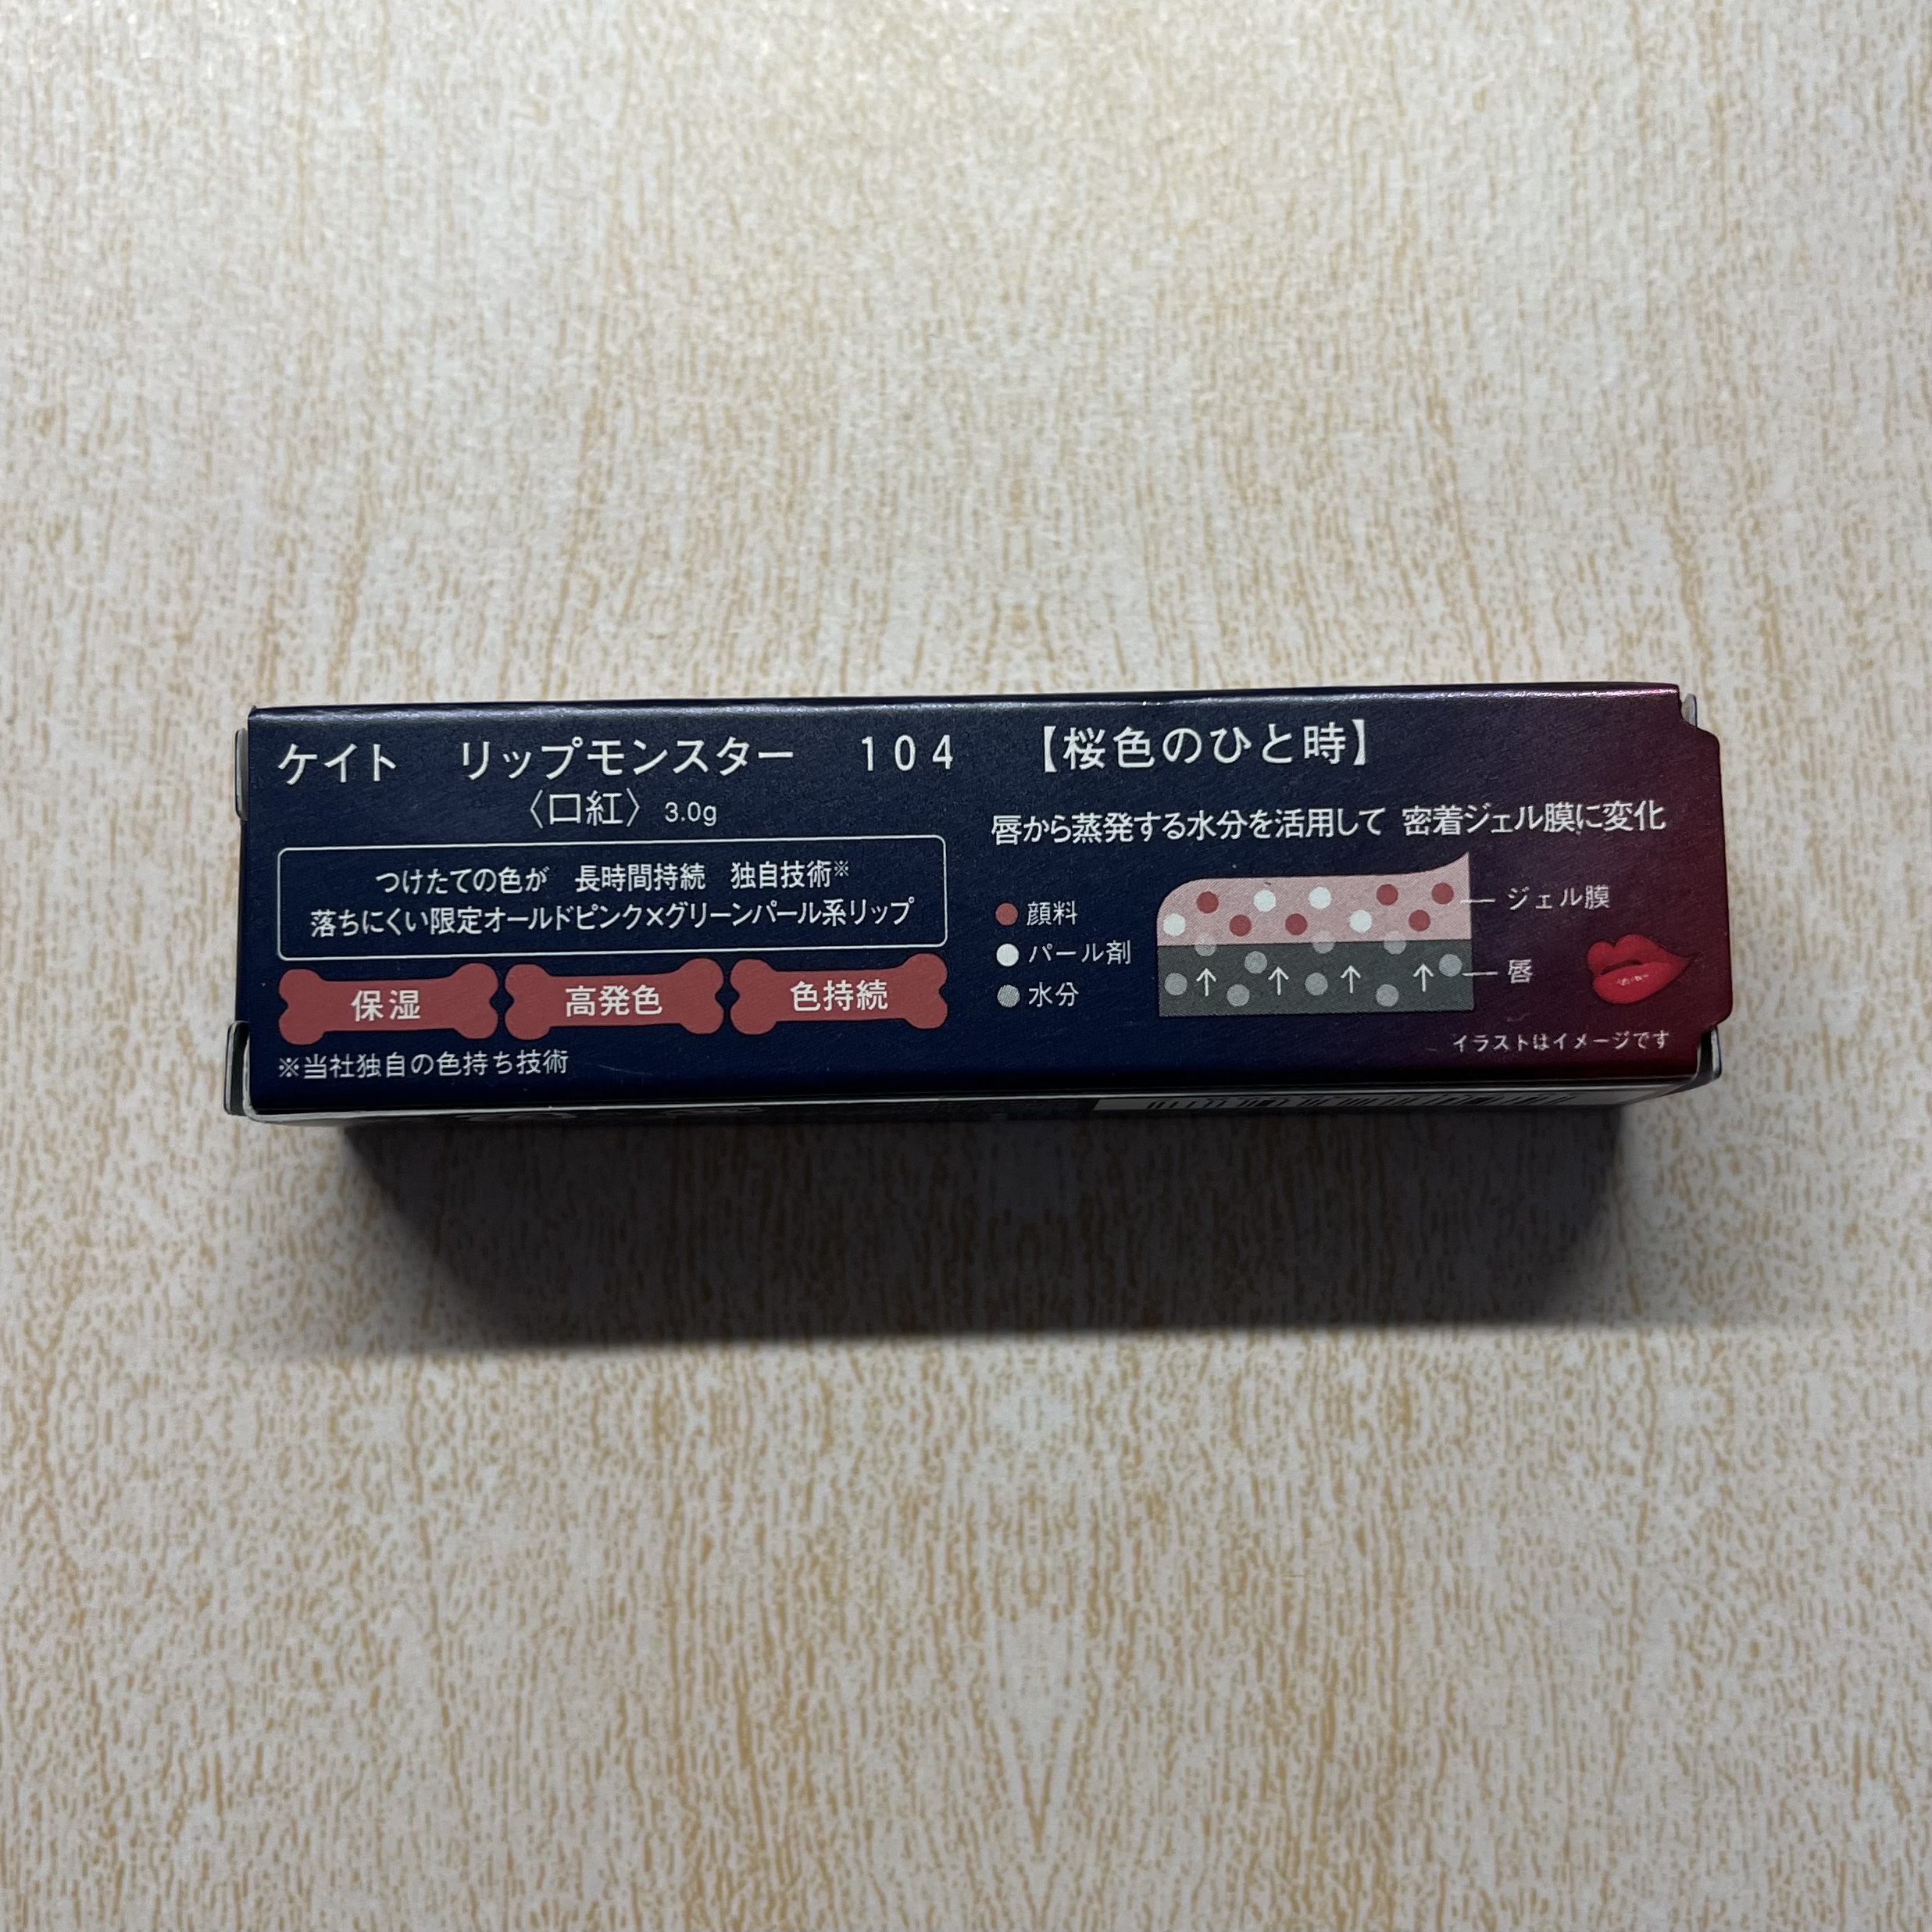 ケイト　リップモンスター　104　【桜色のひと時】
〈口紅〉3.0g
つけたての色が　長時間持続　独自技術※
落ちにくい限定オールドピンク×グリーンパール系リップ
保湿　高発色　色持続
※当社独自の色持ち技術
唇から蒸発する水分を活用して　密着ジェル膜に変化
顔料
パール剤
水分
ジェル膜
唇
イラストはイメージです